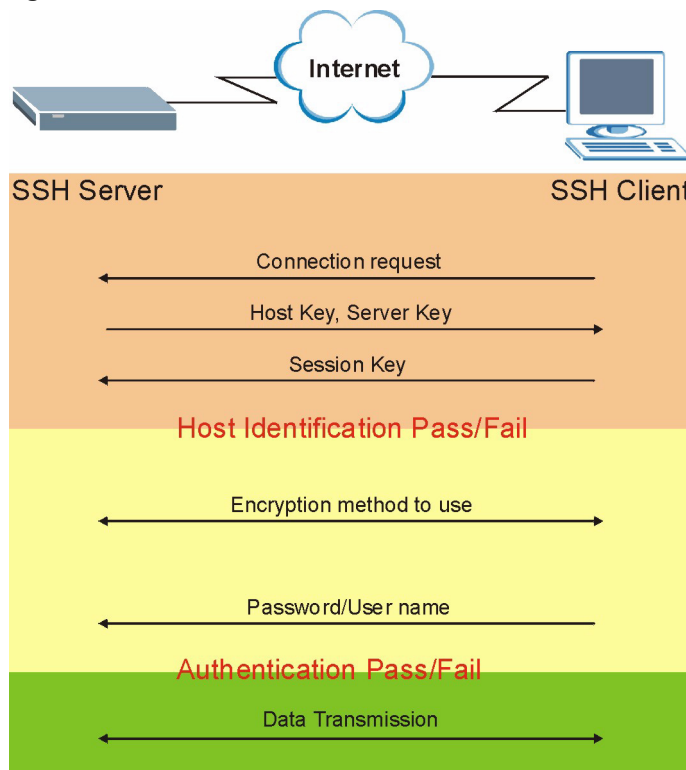 Internet
SSH Server
SSH Client
Connection request
Host Key, Server Key
Session Key
Host Identification Pass/Fail
Encryption method to use
Password/User name
Authentication Pass/Fail
Data Transmission